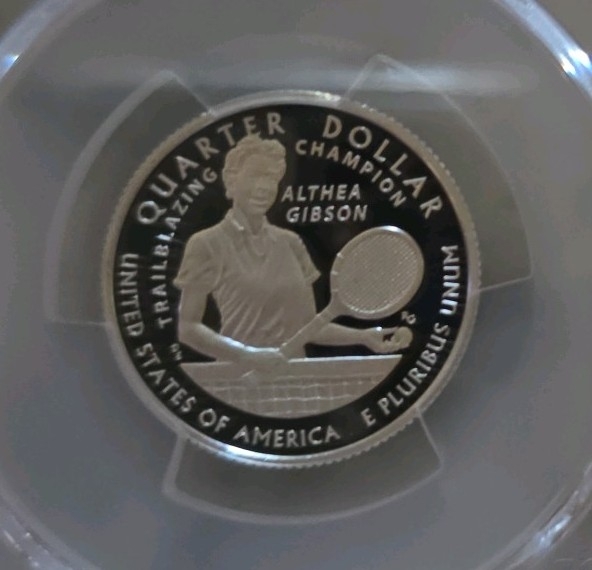 QUARTER DOLLAR
TRAILBLAZING CHAMPION
ALTHEA
GIBSON
UNITED STATES OF AMERICA
E PLURIBUS UNUM